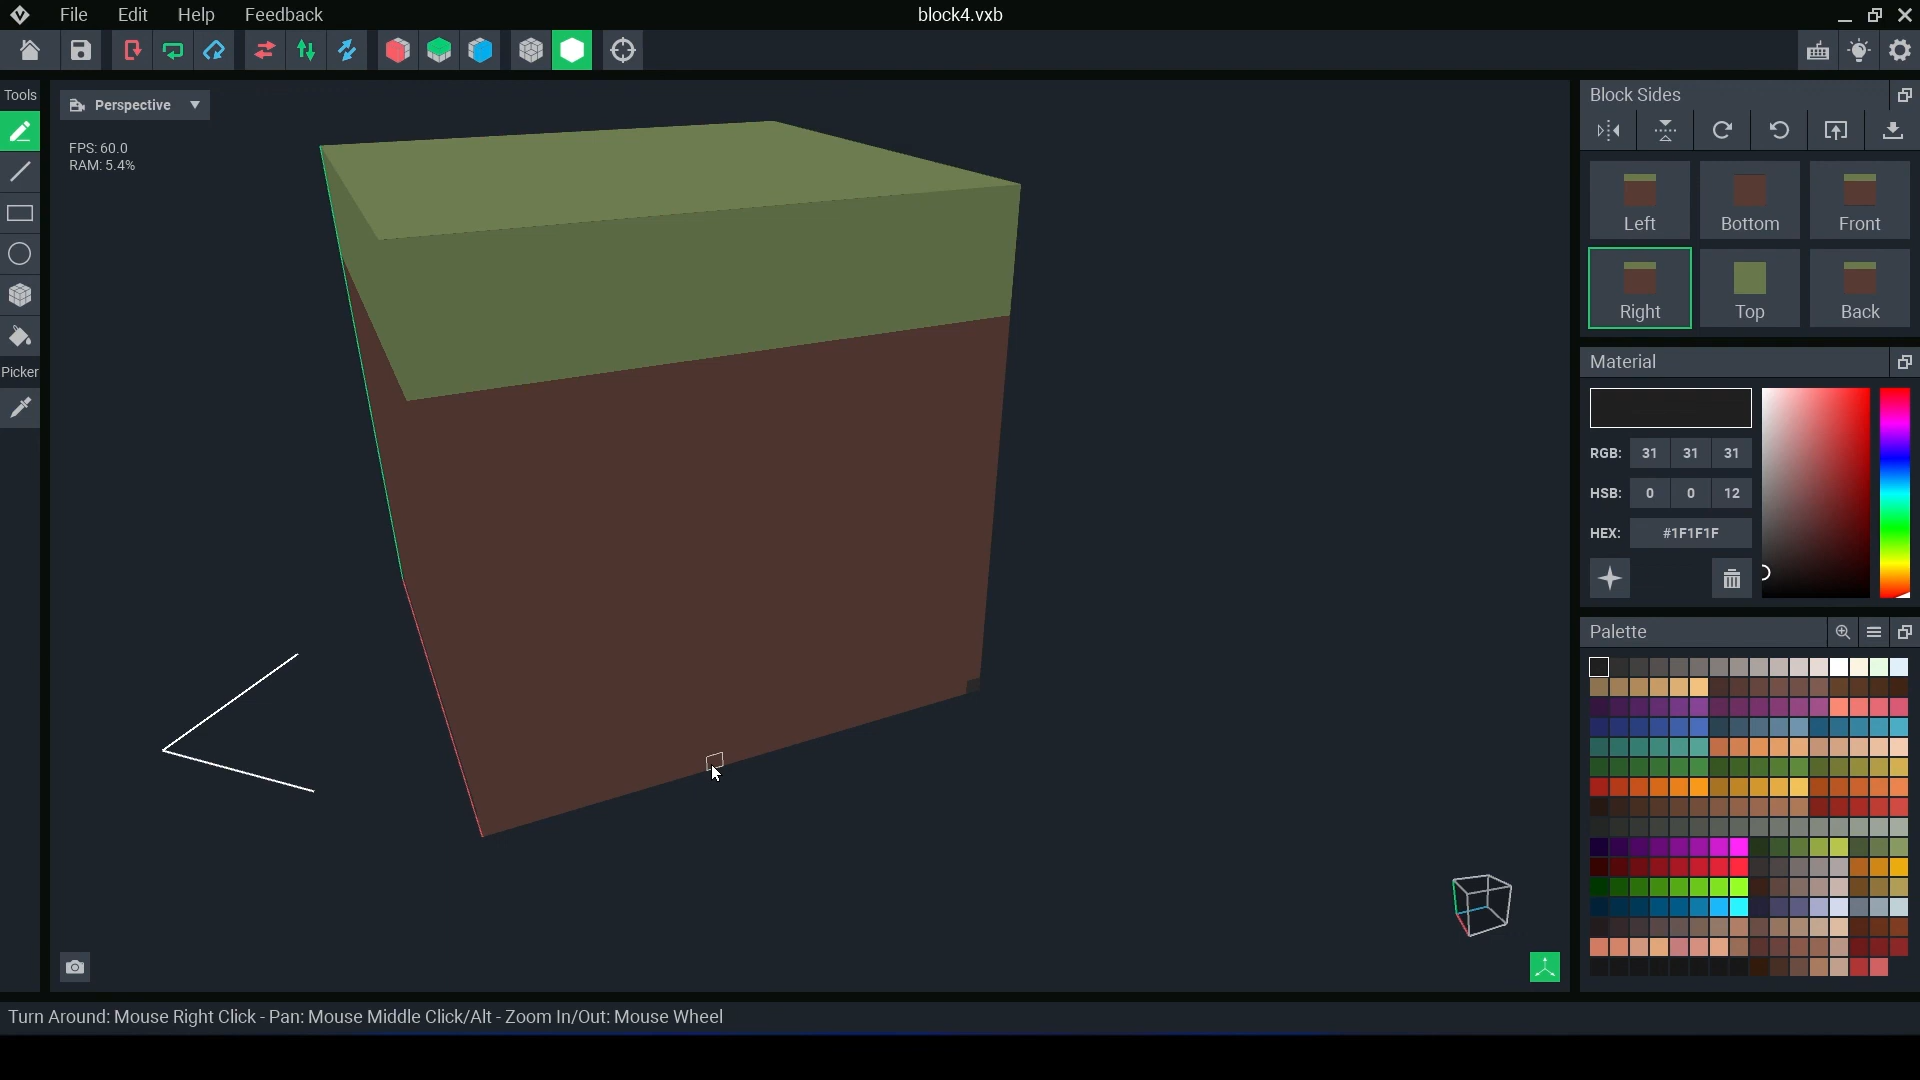 File Edit Help Feedback
block4.vxb
Tools
Picker
Perspective
FPS: 60.0
RAM: 5.4%
Block Sides
Left Bottom Front
Right Top Back
Material
RGB: 31 31 31
HSB: 0 0 12
HEX: #1F1F1F
Palette
Turn Around: Mouse Right Click - Pan: Mouse Middle Click/Alt - Zoom In/Out: Mouse Wheel